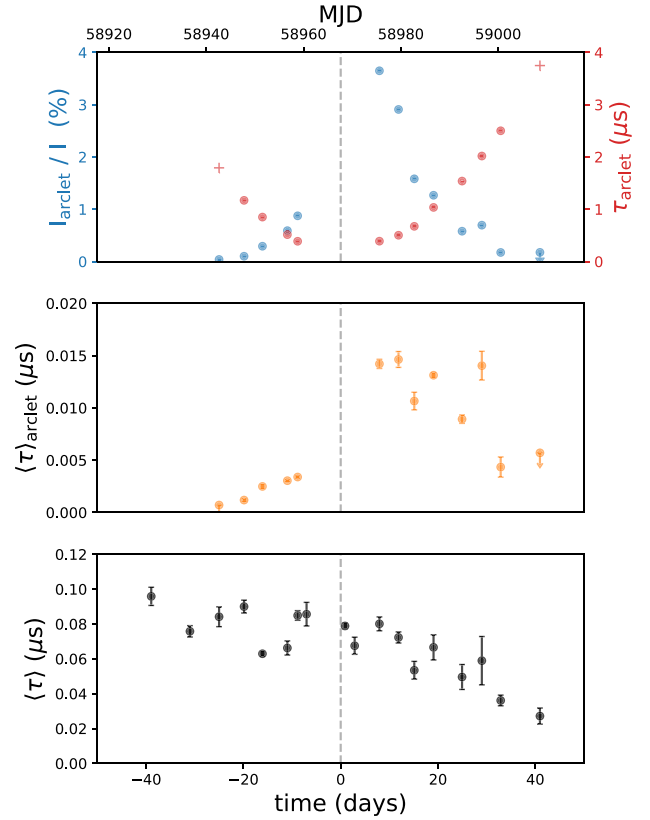 MJD
58920 58940 58960 58980 59000
4 3 2 1 0
I_arclet / I (%)
4 3 2 1 0
τ_arclet (μs)
0.020 0.015 0.010 0.005 0.000
⟨τ⟩_arclet (μs)
0.12 0.10 0.08 0.06 0.04 0.02 0.00
⟨τ⟩ (μs)
−40 −20 0 20 40
time (days)